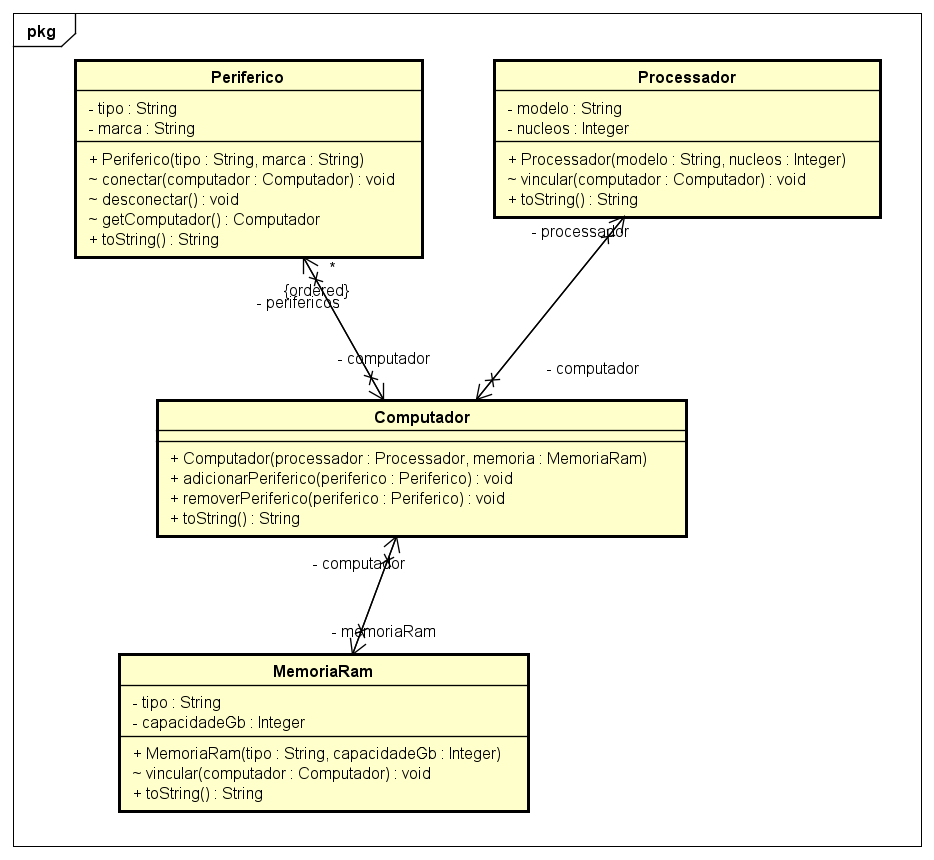 pkg
Periferico
- tipo : String
- marca : String
+ Periferico(tipo : String, marca : String)
~ conectar(computador : Computador) : void
~ desconectar() : void
~ getComputador() : Computador
+ toString() : String
Processador
- modelo : String
- nucleos : Integer
+ Processador(modelo : String, nucleos : Integer)
~ vincular(computador : Computador) : void
+ toString() : String
- processador
*
{ordered}
- perifericos
- computador
- computador
Computador
+ Computador(processador : Processador, memoria : MemoriaRam)
+ adicionarPeriferico(periferico : Periferico) : void
+ removerPeriferico(periferico : Periferico) : void
+ toString() : String
- computador
- memoriaRam
MemoriaRam
- tipo : String
- capacidadeGb : Integer
+ MemoriaRam(tipo : String, capacidadeGb : Integer)
~ vincular(computador : Computador) : void
+ toString() : String